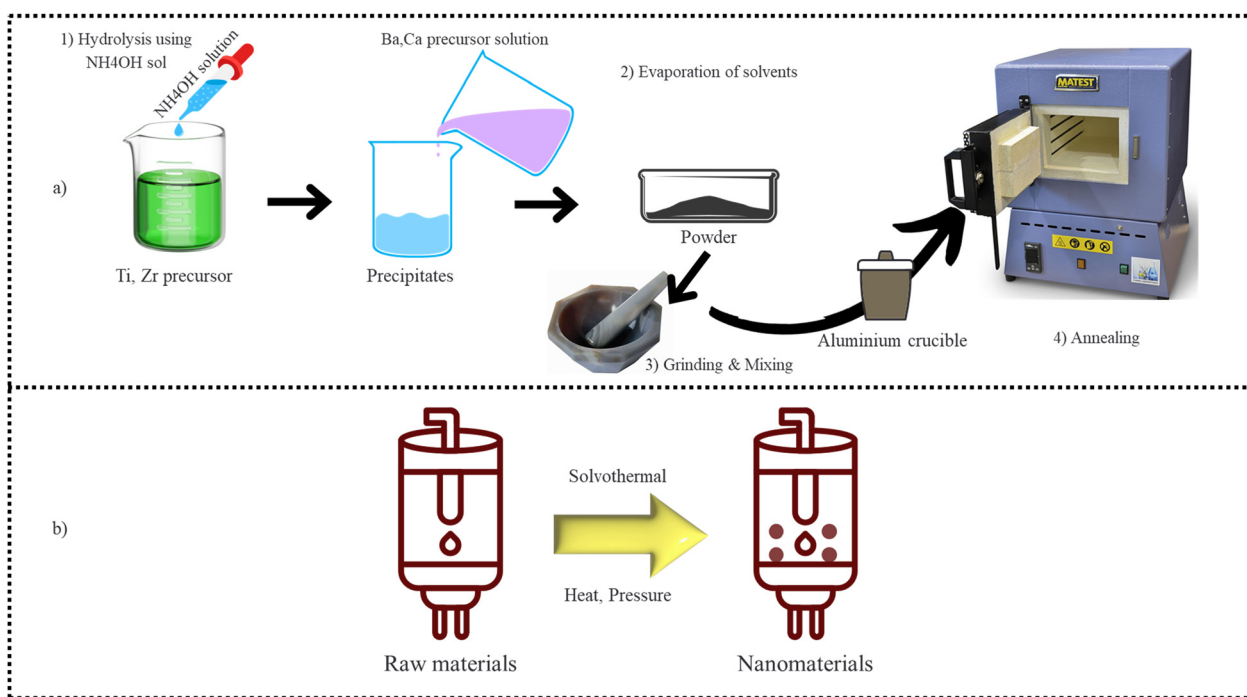 1) Hydrolysis using
NH4OH sol
NH4OH solution
Ba,Ca precursor solution
2) Evaporation of solvents
MATEST
a)
Ti, Zr precursor
Precipitates
Powder
Aluminium crucible
3) Grinding & Mixing
4) Annealing
b)
Solvothermal
Heat, Pressure
Raw materials
Nanomaterials